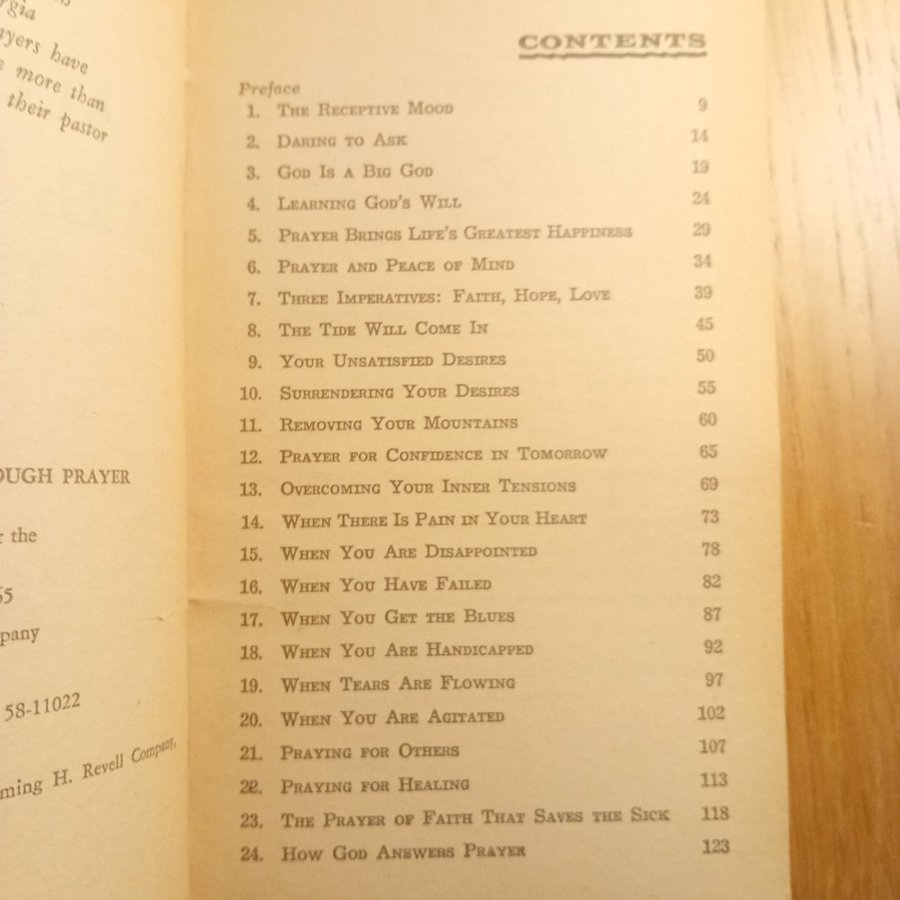 rgia
ayers have
more than
their pastor
OUGH PRAYER
the
55
pany
58-11022
ming H. Revell Company,
CONTENTS
Preface
1. THE RECEPTIVE MOOD 9
2. DARING TO ASK 14
3. GOD IS A BIG GOD 19
4. LEARNING GOD'S WILL 24
5. PRAYER BRINGS LIFE'S GREATEST HAPPINESS 29
6. PRAYER AND PEACE OF MIND 34
7. THREE IMPERATIVES: FAITH, HOPE, LOVE 39
8. THE TIDE WILL COME IN 45
9. YOUR UNSATISFIED DESIRES 50
10. SURRENDERING YOUR DESIRES 55
11. REMOVING YOUR MOUNTAINS 60
12. PRAYER FOR CONFIDENCE IN TOMORROW 65
13. OVERCOMING YOUR INNER TENSIONS 69
14. WHEN THERE IS PAIN IN YOUR HEART 73
15. WHEN YOU ARE DISAPPOINTED 78
16. WHEN YOU HAVE FAILED 82
17. WHEN YOU GET THE BLUES 87
18. WHEN YOU ARE HANDICAPPED 92
19. WHEN TEARS ARE FLOWING 97
20. WHEN YOU ARE AGITATED 102
21. PRAYING FOR OTHERS 107
22. PRAYING FOR HEALING 113
23. THE PRAYER OF FAITH THAT SAVES THE SICK 118
24. HOW GOD ANSWERS PRAYER 123